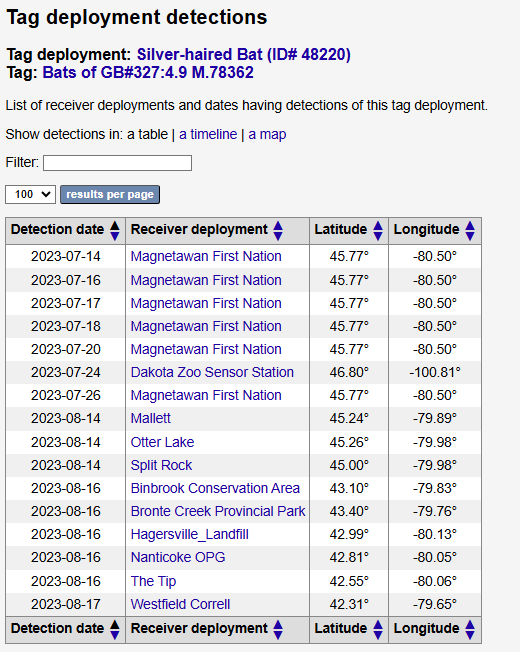 Tag deployment detections
Tag deployment: Silver-haired Bat (ID# 48220)
Tag: Bats of GB#327:4.9 M.78362
List of receiver deployments and dates having detections of this tag deployment.
Show detections in: a table | a timeline | a map
Filter:
100 results per page
Detection date Receiver deployment Latitude Longitude
2023-07-14 Magnetawan First Nation 45.77° -80.50°
2023-07-16 Magnetawan First Nation 45.77° -80.50°
2023-07-17 Magnetawan First Nation 45.77° -80.50°
2023-07-18 Magnetawan First Nation 45.77° -80.50°
2023-07-20 Magnetawan First Nation 45.77° -80.50°
2023-07-24 Dakota Zoo Sensor Station 46.80° -100.81°
2023-07-26 Magnetawan First Nation 45.77° -80.50°
2023-08-14 Mallett 45.24° -79.89°
2023-08-14 Otter Lake 45.26° -79.98°
2023-08-14 Split Rock 45.00° -79.98°
2023-08-16 Binbrook Conservation Area 43.10° -79.83°
2023-08-16 Bronte Creek Provincial Park 43.40° -79.76°
2023-08-16 Hagersville_Landfill 42.99° -80.13°
2023-08-16 Nanticoke OPG 42.81° -80.05°
2023-08-16 The Tip 42.55° -80.06°
2023-08-17 Westfield Correll 42.31° -79.65°
Detection date Receiver deployment Latitude Longitude